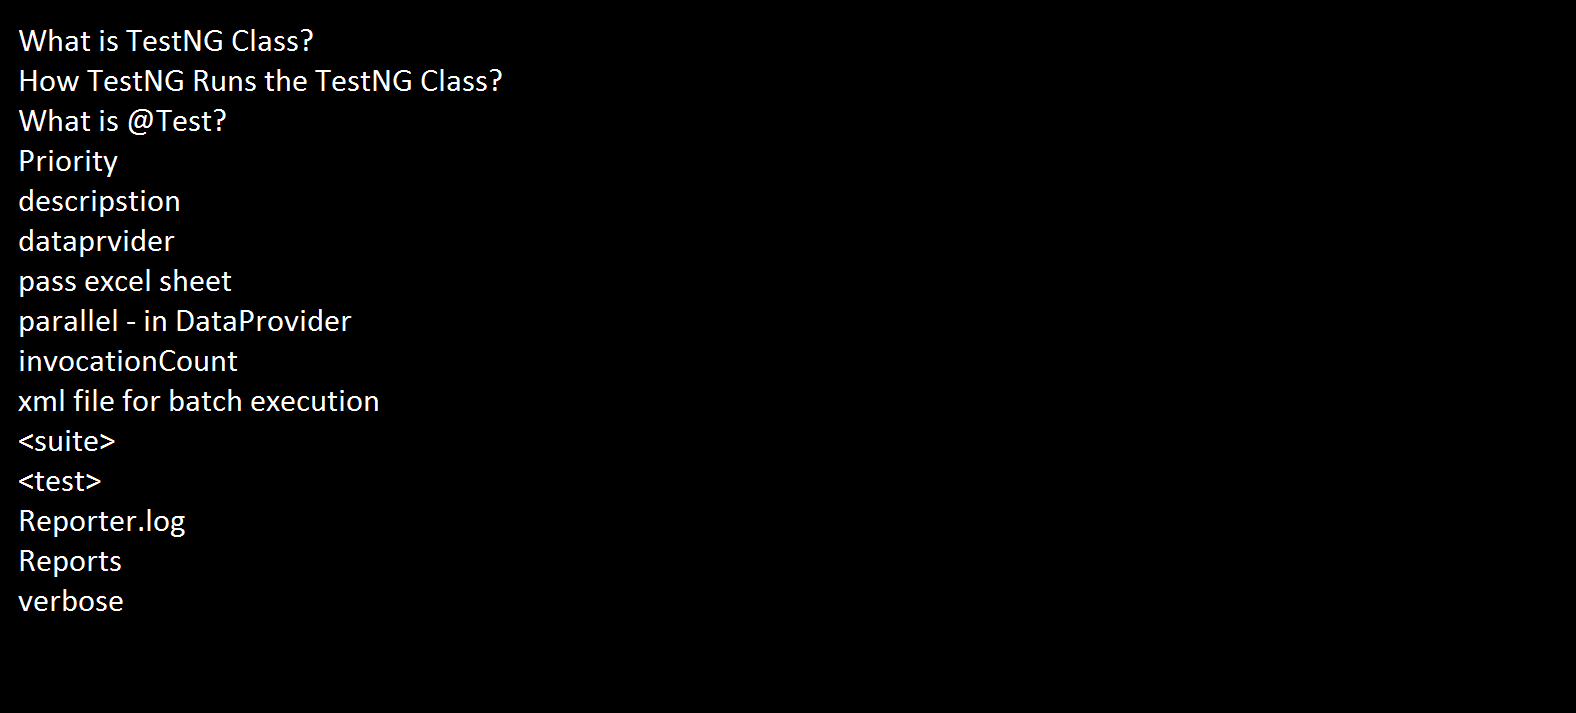 What is TestNG Class?
How TestNG Runs the TestNG Class?
What is @Test?
Priority
descripstion
dataprvider
pass excel sheet
parallel - in DataProvider
invocationCount
xml file for batch execution
<suite>
<test>
Reporter.log
Reports
verbose